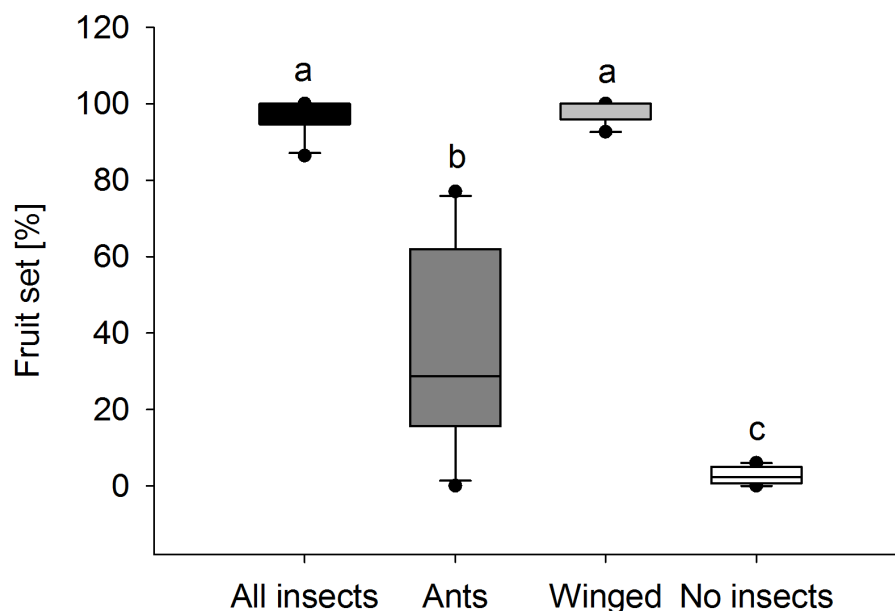 120
100
80
60
40
20
0
Fruit set [%]
a
b
a
c
All insects
Ants
Winged
No insects